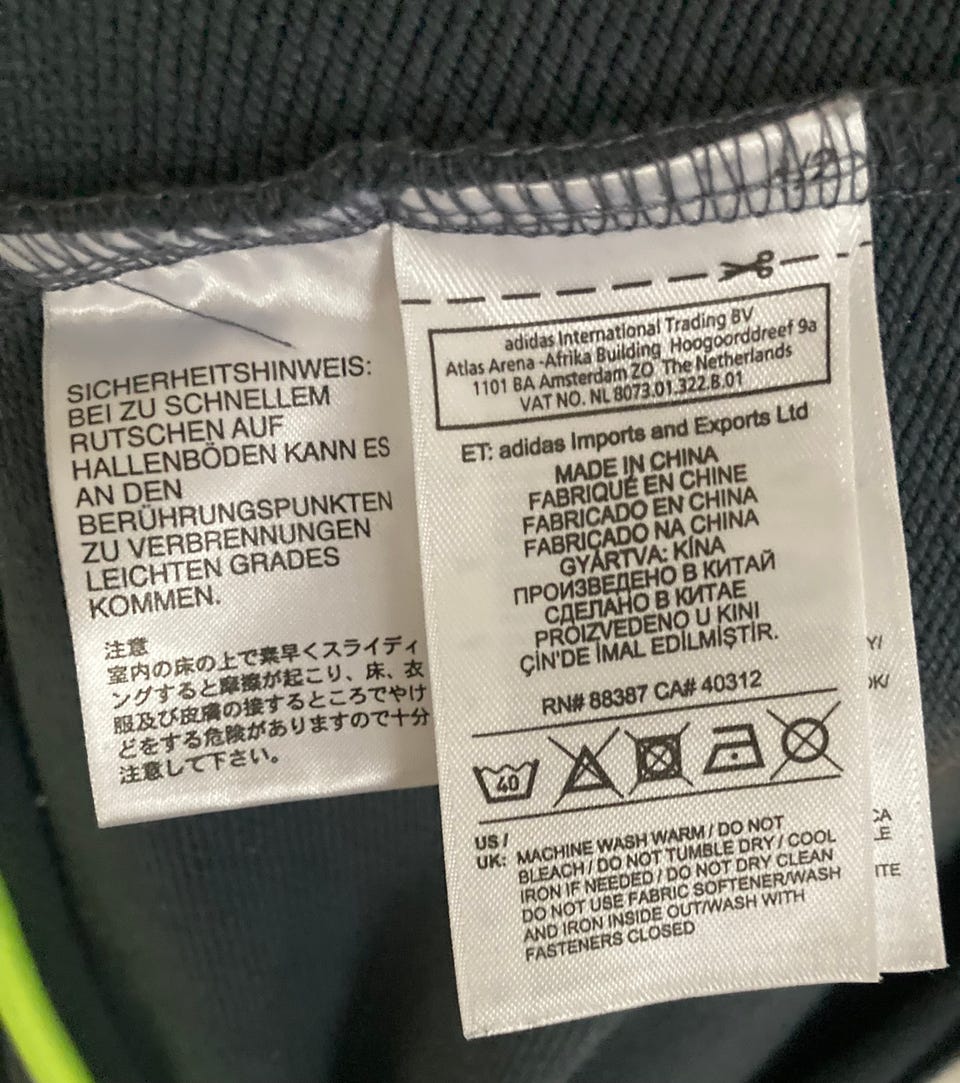 SICHERHEITSHINWEIS:
BEI ZU SCHNELLEM
RUTSCHEN AUF
HALLENBÖDEN KANN ES
AN DEN
BERÜHRUNGSPUNKTEN
ZU VERBRENNUNGEN
LEICHTEN GRADES
KOMMEN.
注意
室内の床の上で素早くスライディ
ングすると摩擦が起こり、床、衣
服及び皮膚の接するところでやけ
どをする危険がありますので十分
注意して下さい。
adidas International Trading BV
Atlas Arena -Afrika Building Hoogoorddreef 9a
1101 BA Amsterdam ZO The Netherlands
VAT NO. NL 8073.01.322.B.01
ET: adidas Imports and Exports Ltd
MADE IN CHINA
FABRIQUÉ EN CHINE
FABRICADO EN CHINA
FABRICADO NA CHINA
GYÁRTVA: KÍNA
ПРОИЗВЕДЕНО В КИТАЙ
СДЕЛАНО В КИТАЕ
PROIZVEDENO U KINI
ÇİN'DE İMAL EDİLMİŞTİR.
RN# 88387 CA# 40312
40
US /
UK: MACHINE WASH WARM / DO NOT
BLEACH / DO NOT TUMBLE DRY / COOL
IRON IF NEEDED / DO NOT DRY CLEAN
DO NOT USE FABRIC SOFTENER/WASH
AND IRON INSIDE OUT/WASH WITH
FASTENERS CLOSED
Y/
OK/
CA
LE
ITE